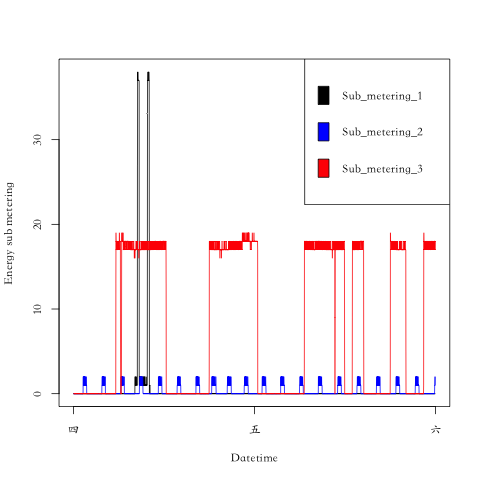 Sub_metering_1
Sub_metering_2
Sub_metering_3
Energy sub metering
30
20
10
0
四 五 六
Datetime